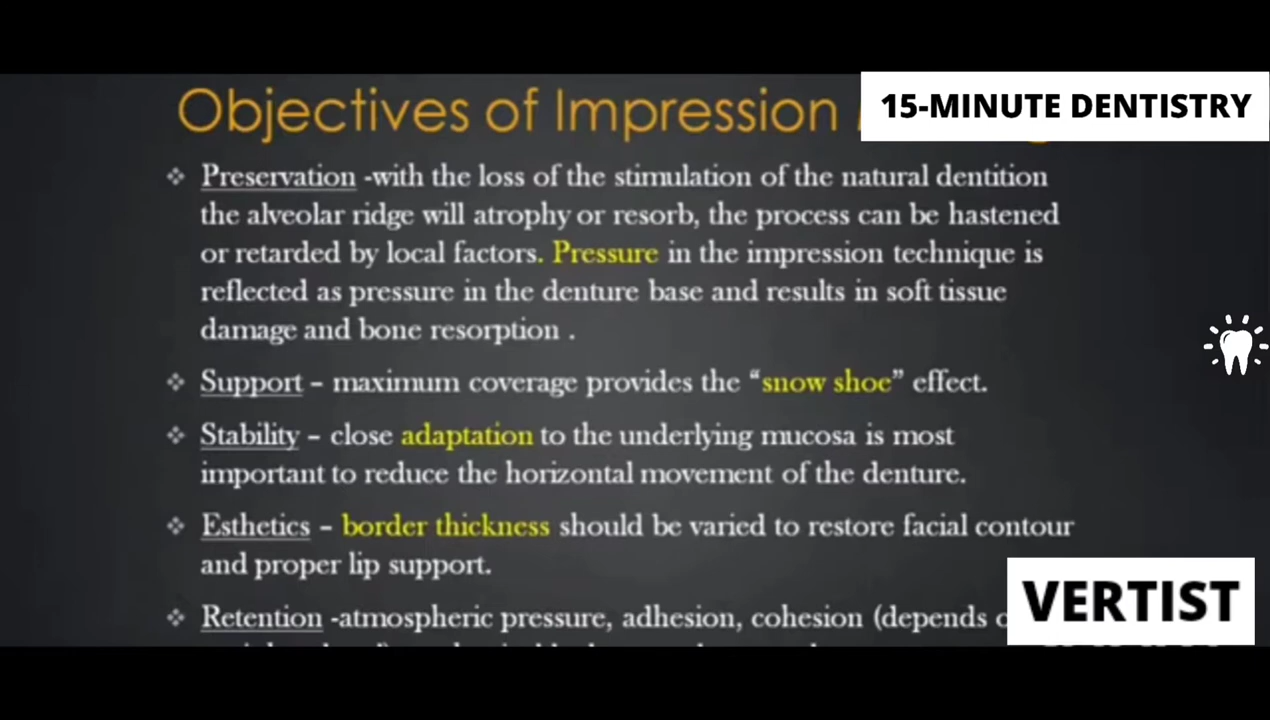 Objectives of Impression
15-MINUTE DENTISTRY
❖ Preservation -with the loss of the stimulation of the natural dentition
the alveolar ridge will atrophy or resorb, the process can be hastened
or retarded by local factors. Pressure in the impression technique is
reflected as pressure in the denture base and results in soft tissue
damage and bone resorption .
❖ Support – maximum coverage provides the “snow shoe” effect.
❖ Stability – close adaptation to the underlying mucosa is most
important to reduce the horizontal movement of the denture.
❖ Esthetics – border thickness should be varied to restore facial contour
and proper lip support.
❖ Retention -atmospheric pressure, adhesion, cohesion (depends
VERTIST